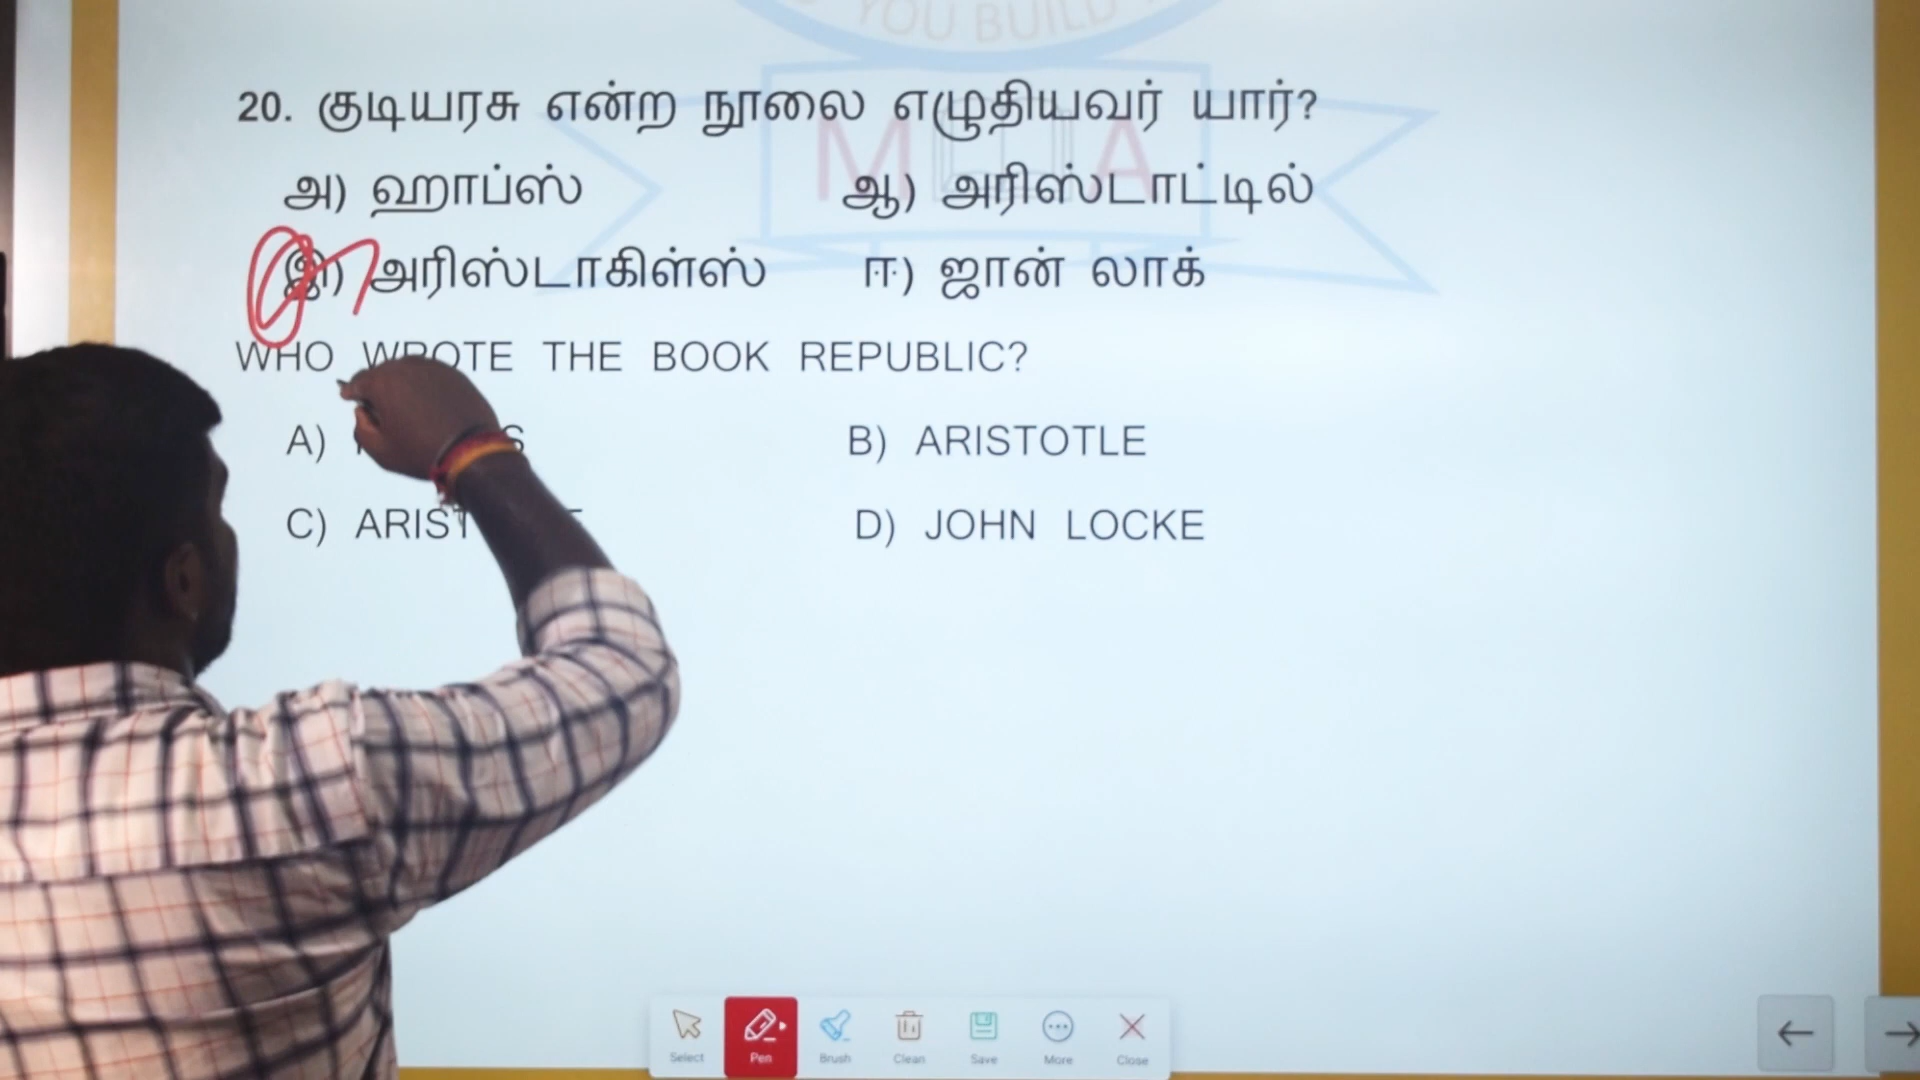 YOU BUILD
M A
20. குடியரசு என்ற நூலை எழுதியவர் யார்?
அ) ஹாப்ஸ் ஆ) அரிஸ்டாட்டில்
இ) அரிஸ்டாகிள்ஸ் ஈ) ஜான் லாக்
WHO WROTE THE BOOK REPUBLIC?
A) B) ARISTOTLE
C) D) JOHN LOCKE
Select Pen Brush Clean Save More Close